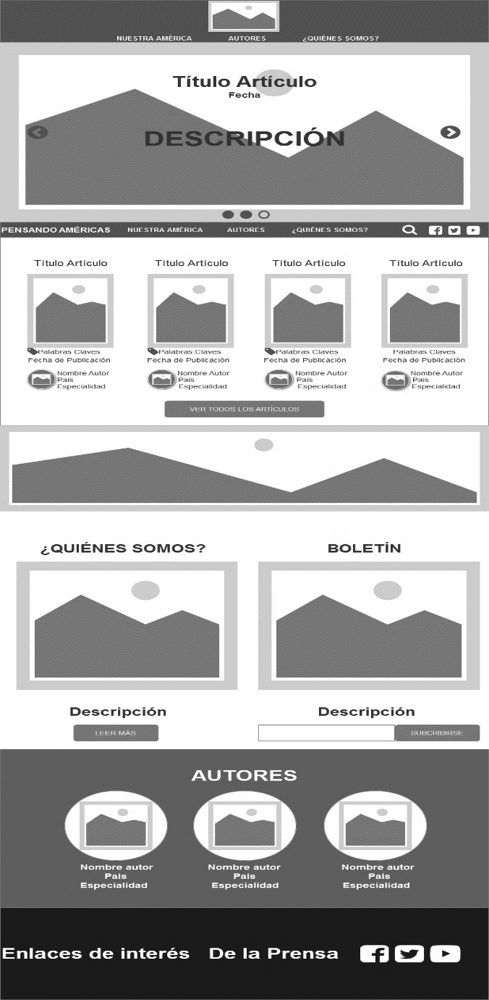 NUESTRA AMÉRICA AUTORES ¿QUIÉNES SOMOS?
Título Artículo
Fecha
DESCRIPCIÓN
PENSANDO AMÉRICAS NUESTRA AMÉRICA AUTORES ¿QUIÉNES SOMOS?
Título Artículo Título Artículo Título Artículo Título Artículo
Palabras Claves Palabras Claves Palabras Claves Palabras Claves
Fecha de Publicación Fecha de Publicación Fecha de Publicación Fecha de Publicación
Nombre Autor Nombre Autor Nombre Autor Nombre Autor
Pais Pais Pais Pais
Especialidad Especialidad Especialidad Especialidad
VER TODOS LOS ARTÍCULOS
¿QUIÉNES SOMOS? BOLETÍN
Descripción Descripción
LEER MÁS SUBCRIBIRSE
AUTORES
Nombre autor Nombre autor Nombre autor
Pais Pais Pais
Especialidad Especialidad Especialidad
Enlaces de interés De la Prensa